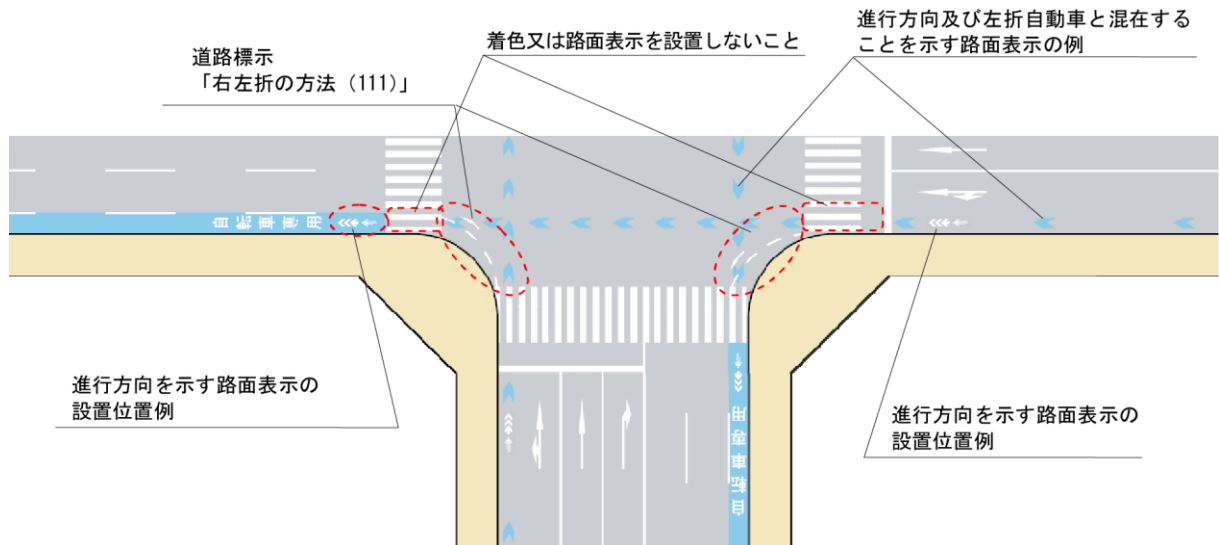 進行方向及び左折自動車と混在する
ことを示す路面表示の例
着色又は路面表示を設置しないこと
道路標示
「右左折の方法(111)」
自転車専用
進行方向を示す路面表示の
設置位置例
進行方向を示す路面表示の
設置位置例
自転車専用